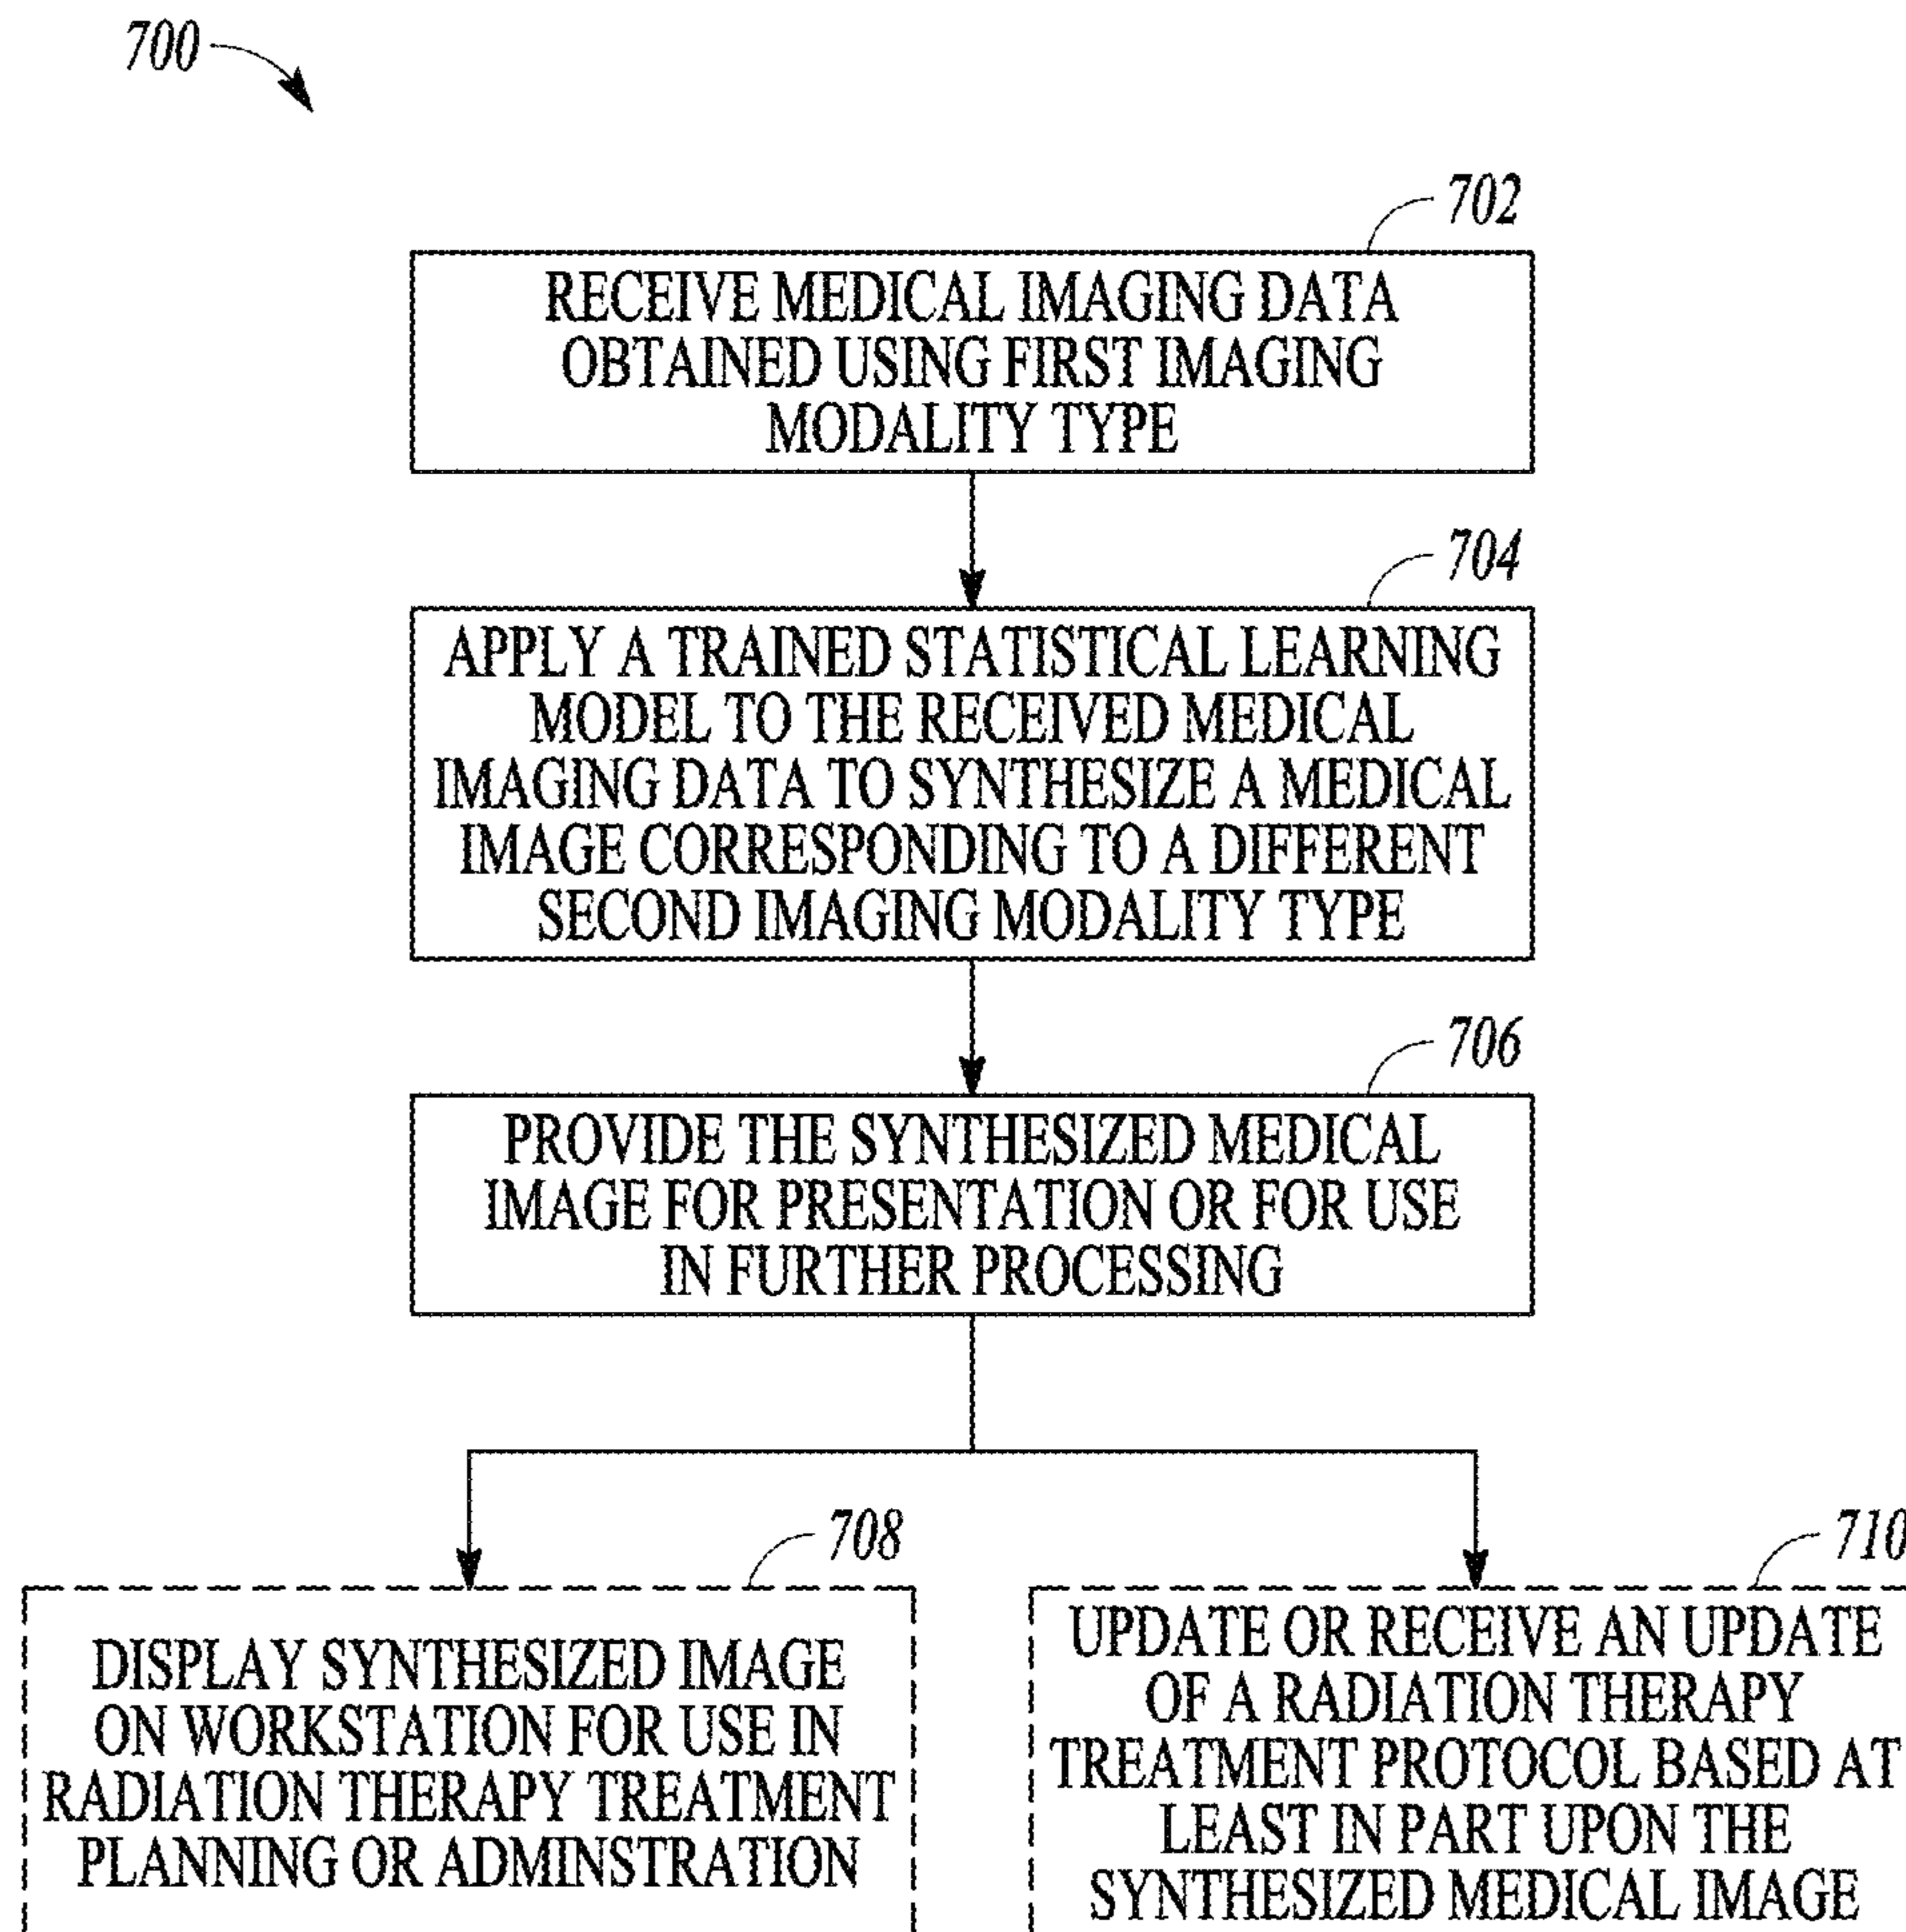 700
702
RECEIVE MEDICAL IMAGING DATA
OBTAINED USING FIRST IMAGING
MODALITY TYPE
704
APPLY A TRAINED STATISTICAL LEARNING
MODEL TO THE RECEIVED MEDICAL
IMAGING DATA TO SYNTHESIZE A MEDICAL
IMAGE CORRESPONDING TO A DIFFERENT
SECOND IMAGING MODALITY TYPE
706
PROVIDE THE SYNTHESIZED MEDICAL
IMAGE FOR PRESENTATION OR FOR USE
IN FURTHER PROCESSING
708
DISPLAY SYNTHESIZED IMAGE
ON WORKSTATION FOR USE IN
RADIATION THERAPY TREATMENT
PLANNING OR ADMINSTRATION
710
UPDATE OR RECEIVE AN UPDATE
OF A RADIATION THERAPY
TREATMENT PROTOCOL BASED AT
LEAST IN PART UPON THE
SYNTHESIZED MEDICAL IMAGE